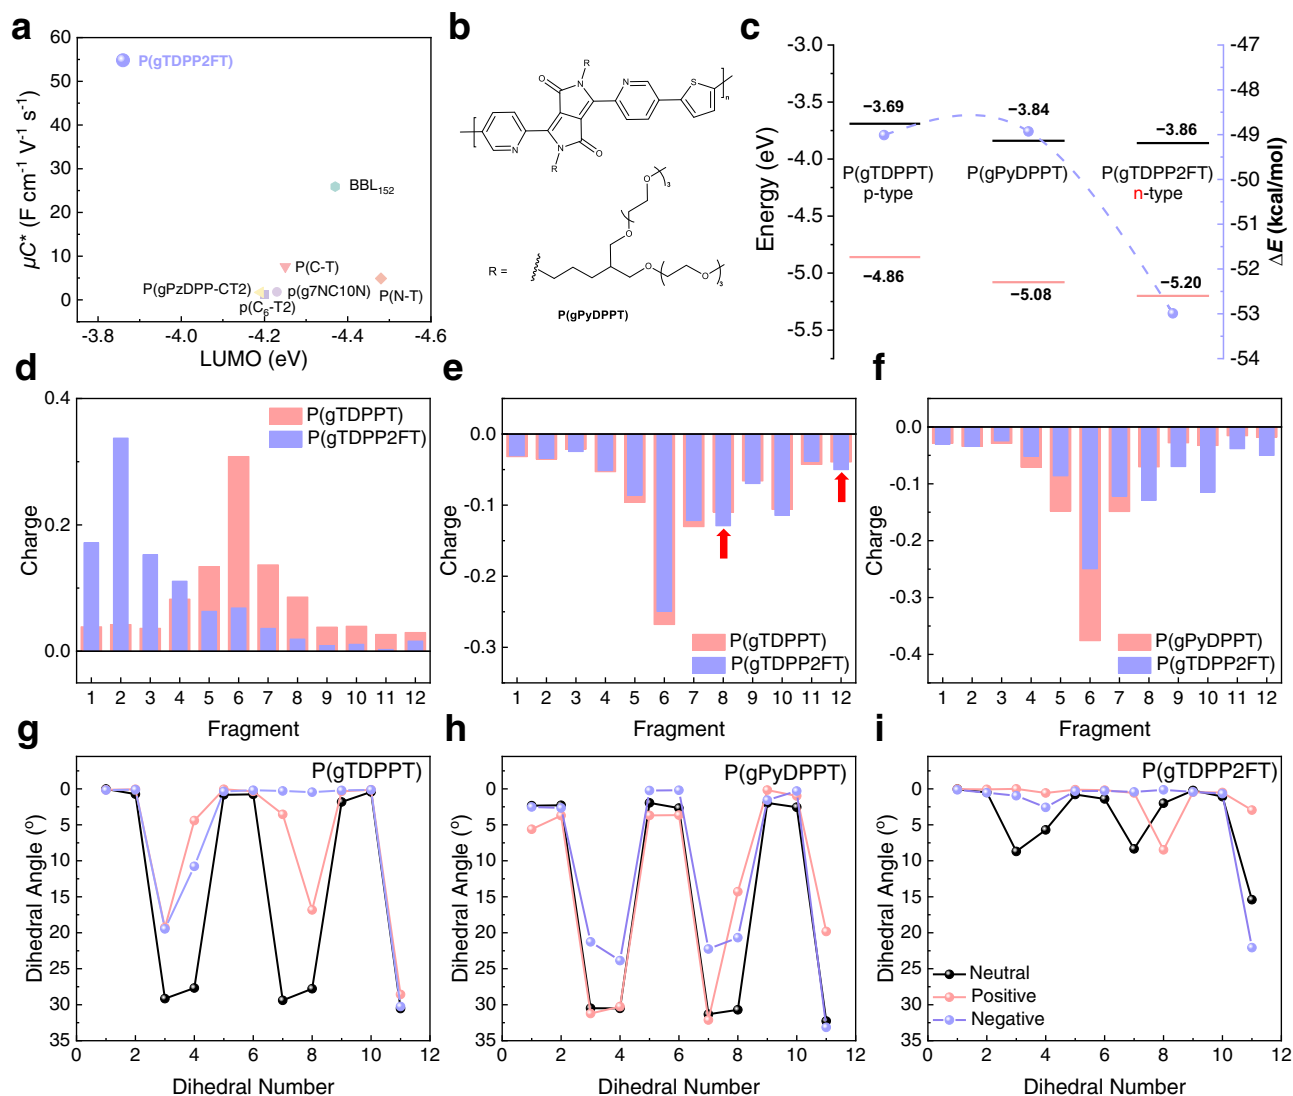 a
60
50
40
30
20
10
0
μC* (F cm⁻¹ V⁻¹ s⁻¹)
P(gTDPP2FT)
BBL₁₅₂
P(C-T)
P(gPzDPP-CT2)
p(g7NC10N)
P(N-T)
p(C₆-T2)
-3.8
-4.0
-4.2
-4.4
-4.6
LUMO (eV)
b
R
O
N
N
S
n
N
N
O
R
O
3
O
O
R =
O
O
3
P(gPyDPPT)
c
-3.0
-3.5
-4.0
-4.5
-5.0
-5.5
Energy (eV)
−3.69
−3.84
−3.86
P(gTDPPT)
p-type
P(gPyDPPT)
P(gTDPP2FT)
n-type
−4.86
−5.08
−5.20
-47
-48
-49
-50
-51
-52
-53
-54
ΔE (kcal/mol)
d
0.4
0.2
0.0
Charge
P(gTDPPT)
P(gTDPP2FT)
1 2 3 4 5 6 7 8 9 10 11 12
Fragment
e
0.0
-0.1
-0.2
-0.3
Charge
P(gTDPPT)
P(gTDPP2FT)
1 2 3 4 5 6 7 8 9 10 11 12
Fragment
f
0.0
-0.1
-0.2
-0.3
-0.4
Charge
P(gPyDPPT)
P(gTDPP2FT)
1 2 3 4 5 6 7 8 9 10 11 12
Fragment
g
P(gTDPPT)
0
5
10
15
20
25
30
35
Dihedral Angle (°)
0 2 4 6 8 10 12
Dihedral Number
h
P(gPyDPPT)
0
5
10
15
20
25
30
35
Dihedral Angle (°)
0 2 4 6 8 10 12
Dihedral Number
i
P(gTDPP2FT)
0
5
10
15
20
25
30
35
Dihedral Angle (°)
Neutral
Positive
Negative
0 2 4 6 8 10 12
Dihedral Number